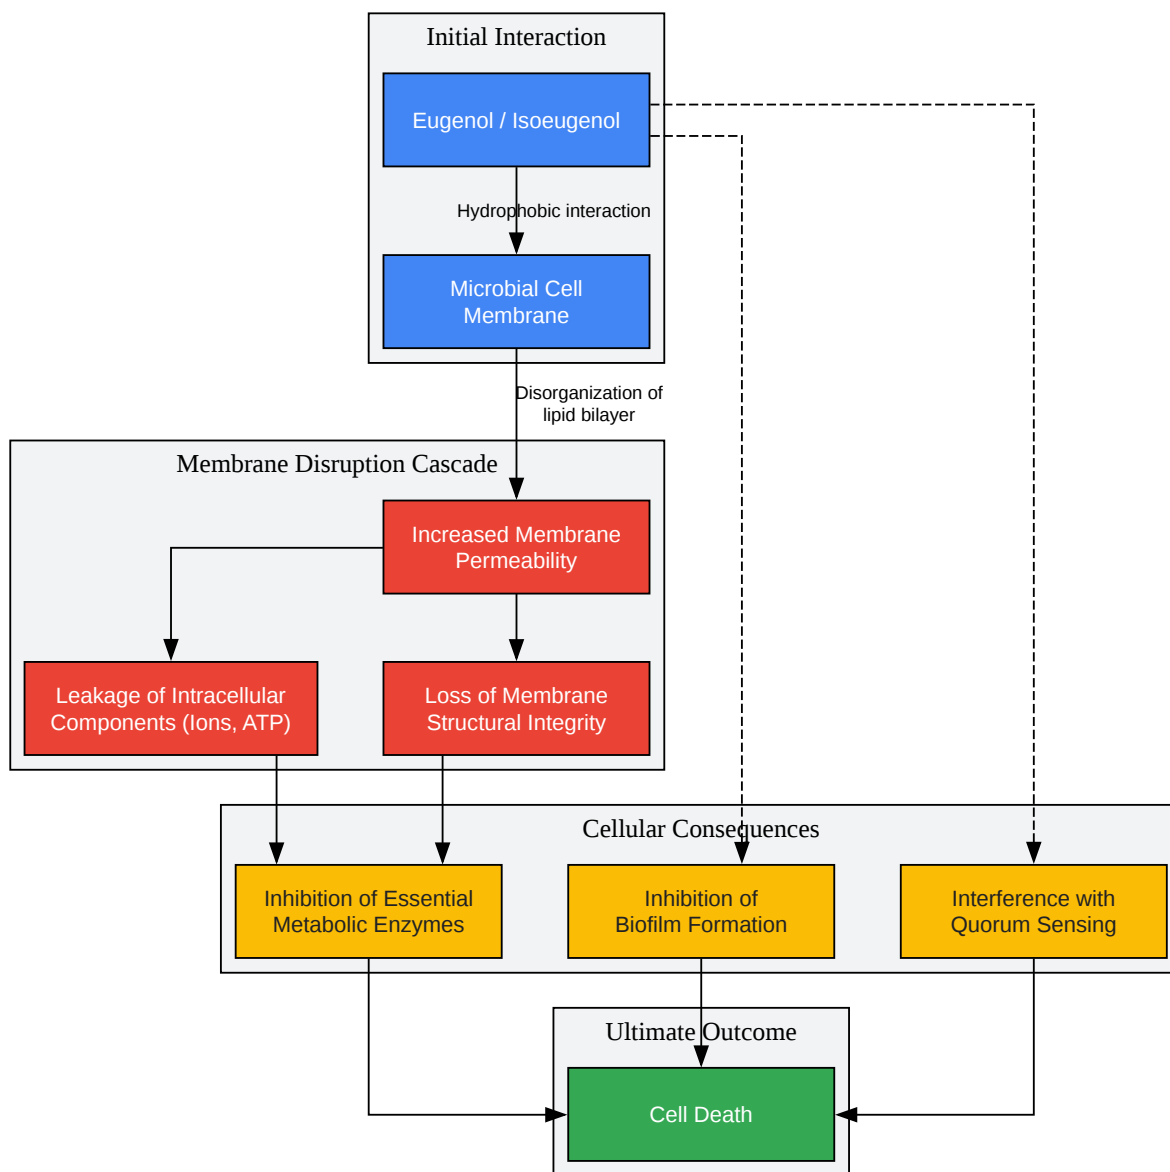 Initial Interaction
Eugenol / Isoeugenol
Hydrophobic interaction
Microbial Cell
Membrane
Disorganization of
lipid bilayer
Membrane Disruption Cascade
Increased Membrane
Permeability
Leakage of Intracellular
Components (Ions, ATP)
Loss of Membrane
Structural Integrity
Cellular Consequences
Inhibition of Essential
Metabolic Enzymes
Inhibition of
Biofilm Formation
Interference with
Quorum Sensing
Ultimate Outcome
Cell Death